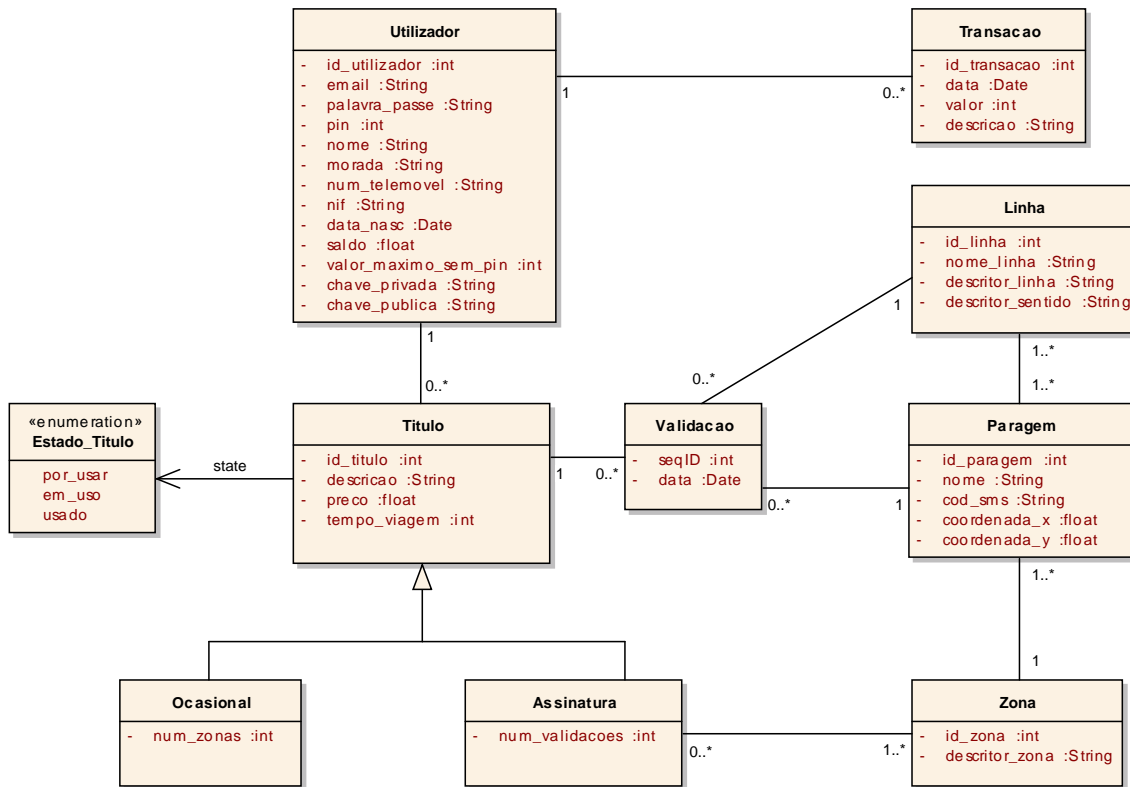 Utilizador
- id_utilizador :int
- email :String
- palavra_passe :String
- pin :int
- nome :String
- morada :String
- num_telemovel :String
- nif :String
- data_nasc :Date
- saldo :float
- valor_maximo_sem_pin :int
- chave_privada :String
- chave_publica :String
1
0..*
Transacao
- id_transacao :int
- data :Date
- valor :int
- descricao :String
Linha
- id_linha :int
- nome_linha :String
- descritor_linha :String
- descritor_sentido :String
1
0..*
1..*
1..*
1
0..*
«enumeration»
Estado_Titulo
por_usar
em_uso
usado
state
Titulo
- id_titulo :int
- descricao :String
- preco :float
- tempo_viagem :int
1
0..*
Validacao
- seqID :int
- data :Date
0..*
1
Paragem
- id_paragem :int
- nome :String
- cod_sms :String
- coordenada_x :float
- coordenada_y :float
1..*
1
Ocasional
- num_zonas :int
Assinatura
- num_validacoes :int
0..*
1..*
Zona
- id_zona :int
- descritor_zona :String